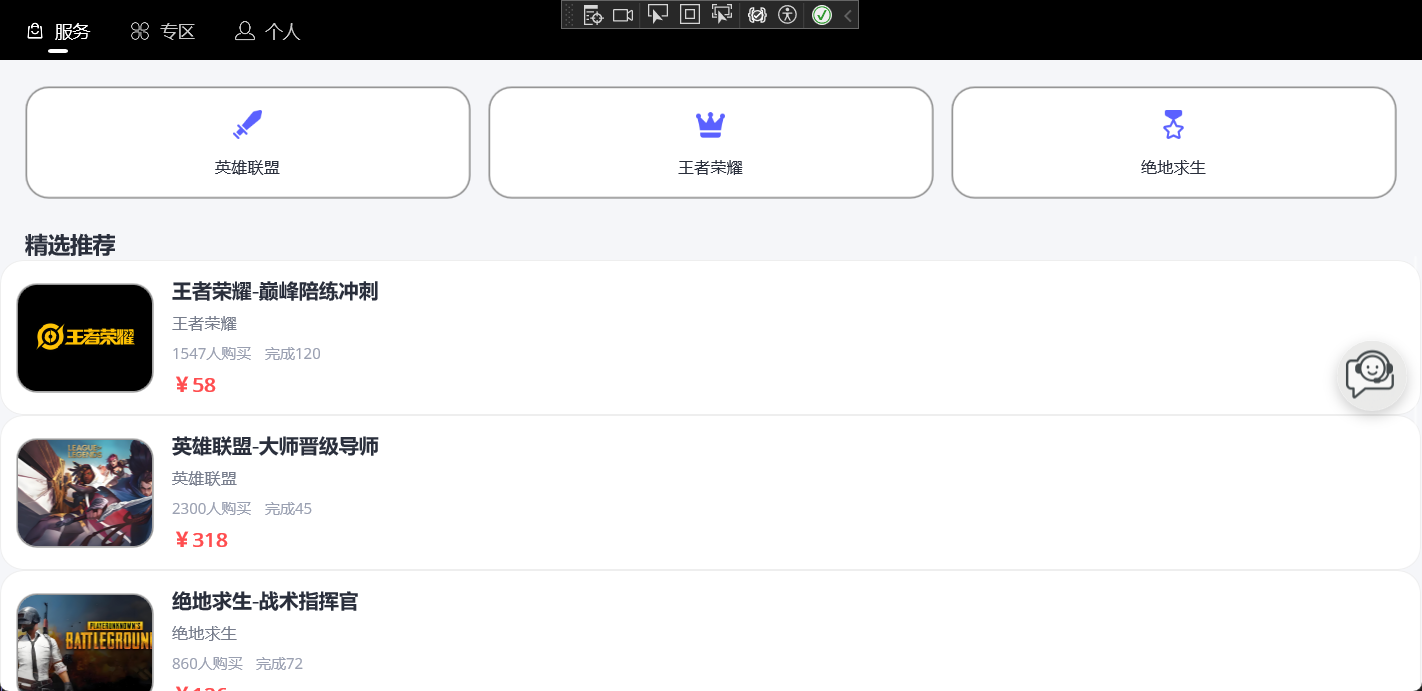 服务 专区 个人
英雄联盟 王者荣耀 绝地求生
精选推荐
王者荣耀-巅峰陪练冲刺
王者荣耀
王者荣耀
1547人购买 完成120
￥58
英雄联盟-大师晋级导师
LEAGUE OF LEGENDS
英雄联盟
2300人购买 完成45
￥318
绝地求生-战术指挥官
PLAYERUNKNOWN'S
BATTLEGROUN
绝地求生
860人购买 完成72